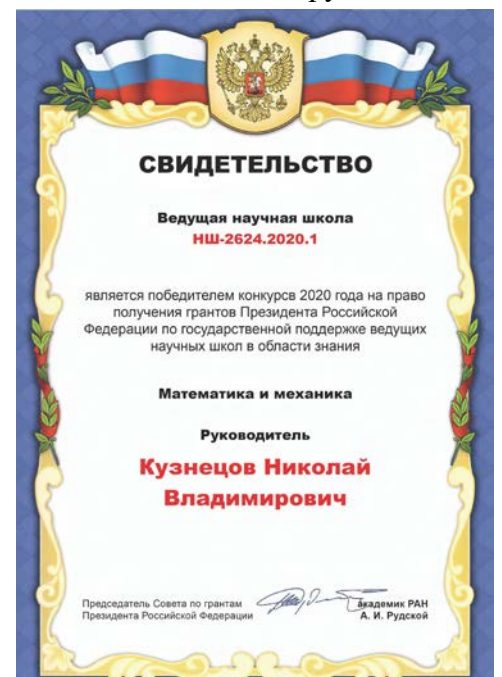 СВИДЕТЕЛЬСТВО
Ведущая научная школа
НШ-2624.2020.1
является победителем конкурсв 2020 года на право
получения грантов Президента Российской
Федерации по государственной поддержке ведущих
научных школ в области знания
Математика и механика
Руководитель
Кузнецов Николай
Владимирович
Председатель Совета по грантам
Президента Российской Федерации
академик РАН
А. И. Рудской